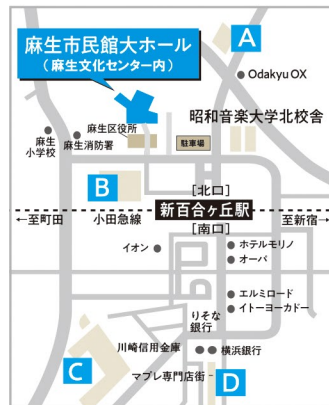 麻生市民館大ホール
(麻生文化センター内)
A
Odakyu OX
昭和音楽大学北校舎
麻生区役所
麻生
小学校
麻生消防署
駐車場
B
[北口]
←至町田
小田急線
新百合ヶ丘駅
至新宿→
[南口]
イオン
ホテルモリノ
オーパ
エルミロード
イトーヨーカドー
りそな
銀行
川崎信用金庫
横浜銀行
C
マプレ専門店街
D